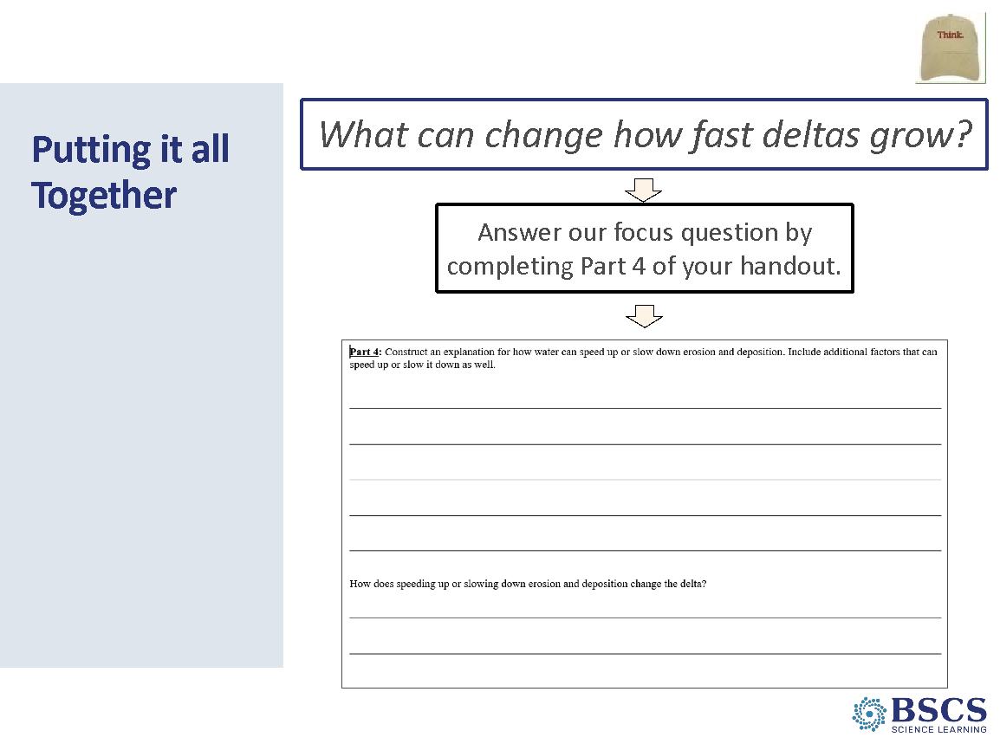 Think.
Putting it all
Together
What can change how fast deltas grow?
Answer our focus question by
completing Part 4 of your handout.
Part 4: Construct an explanation for how water can speed up or slow down erosion and deposition. Include additional factors that can
speed up or slow it down as well.
How does speeding up or slowing down erosion and deposition change the delta?
BSCS
SCIENCE LEARNING